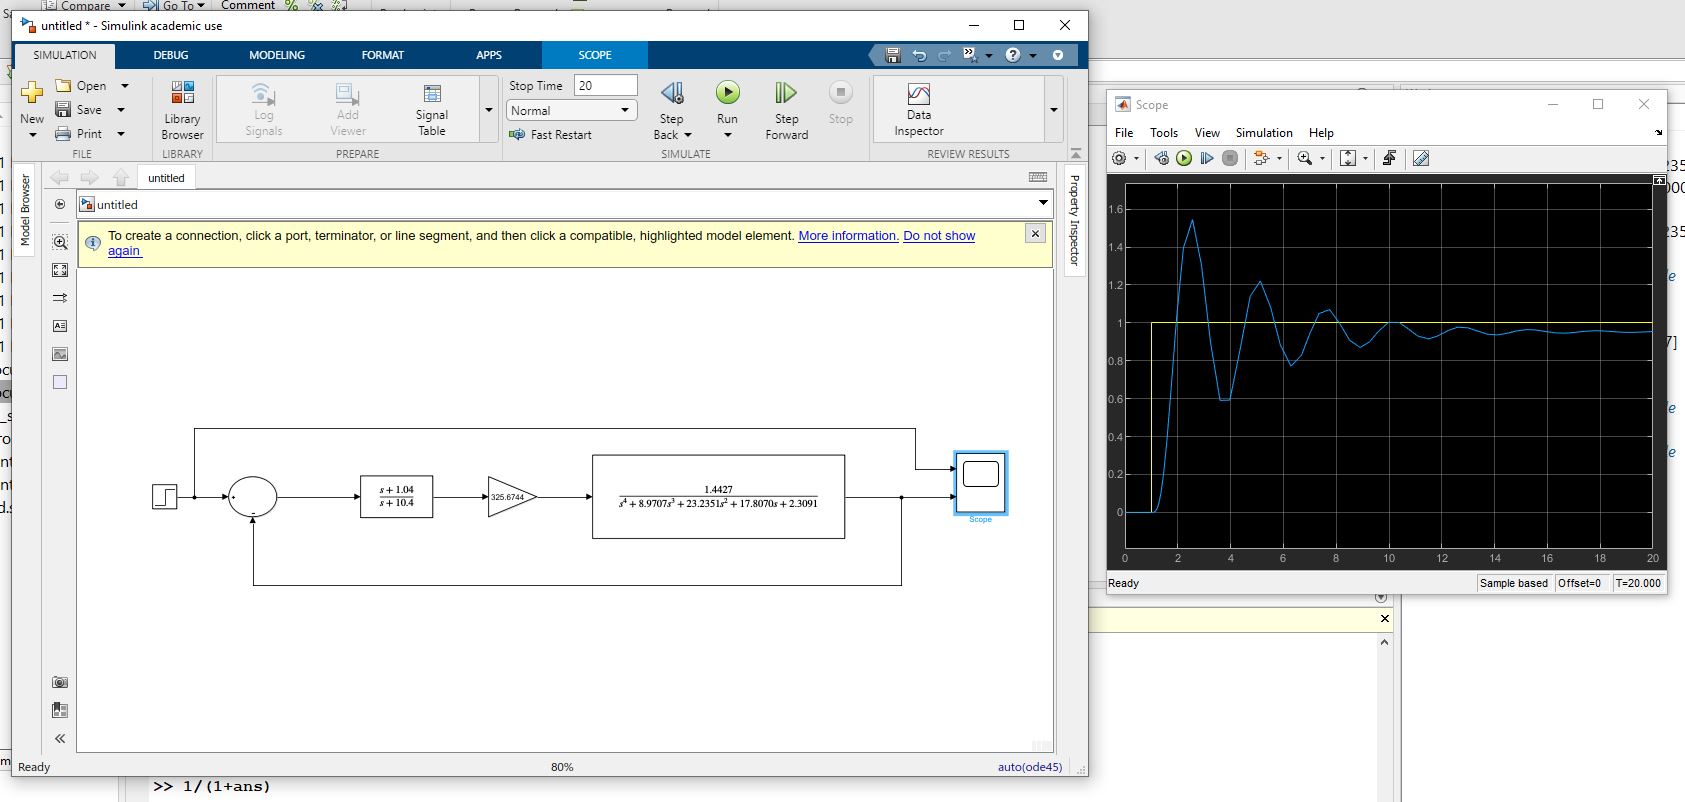 Compare
Go To
Comment
untitled * - Simulink academic use
SIMULATION DEBUG MODELING FORMAT APPS SCOPE
New
Open
Save
Print
FILE
Library Browser
LIBRARY
Log Signals
Add Viewer
Signal Table
PREPARE
Stop Time 20
Normal
Fast Restart
Step Back
Run
Step Forward
Stop
SIMULATE
Data Inspector
REVIEW RESULTS
Model Browser
untitled
untitled
Property Inspector
To create a connection, click a port, terminator, or line segment, and then click a compatible, highlighted model element. More information. Do not show
again
s + 1.04
s + 10.4
325.6744
1.4427
s⁴ + 8.9707s³ + 23.2351s² + 17.8070s + 2.3091
Scope
Ready 80% auto(ode45)
>> 1/(1+ans)
Scope
File Tools View Simulation Help
1.6
1.4
1.2
1
0.8
0.6
0.4
0.2
0
0 2 4 6 8 10 12 14 16 18 20
Ready Sample based Offset=0 T=20.000